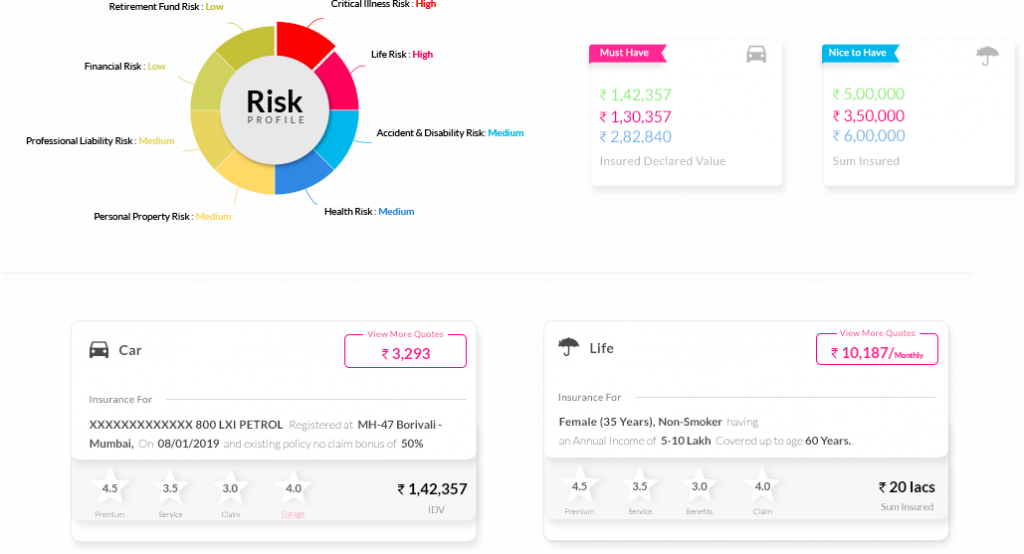 Retirement Fund Risk : Low
Critical Illness Risk : High
Financial Risk : Low
Life Risk : High
Risk
PROFILE
Professional Liability Risk : Medium
Accident & Disability Risk: Medium
Personal Property Risk : Medium
Health Risk : Medium
Must Have
₹ 1,42,357
₹ 1,30,357
₹ 2,82,840
Insured Declared Value
Nice to Have
₹ 5,00,000
₹ 3,50,000
₹ 6,00,000
Sum Insured
Car
View More Quotes
₹ 3,293
Insurance For
XXXXXXXXXXXXX 800 LXI PETROL Registered at MH-47 Borivali -
Mumbai, On 08/01/2019 and existing policy no claim bonus of 50%
4.5 3.5 3.0 4.0
Premium Service Claim Garage
₹ 1,42,357
IDV
Life
View More Quotes
₹ 10,187/Monthly
Insurance For
Female (35 Years), Non-Smoker having
an Annual Income of 5-10 Lakh Covered up to age 60 Years..
4.5 3.5 3.0 4.0
Premium Service Benefits Claim
₹ 20 lacs
Sum Insured